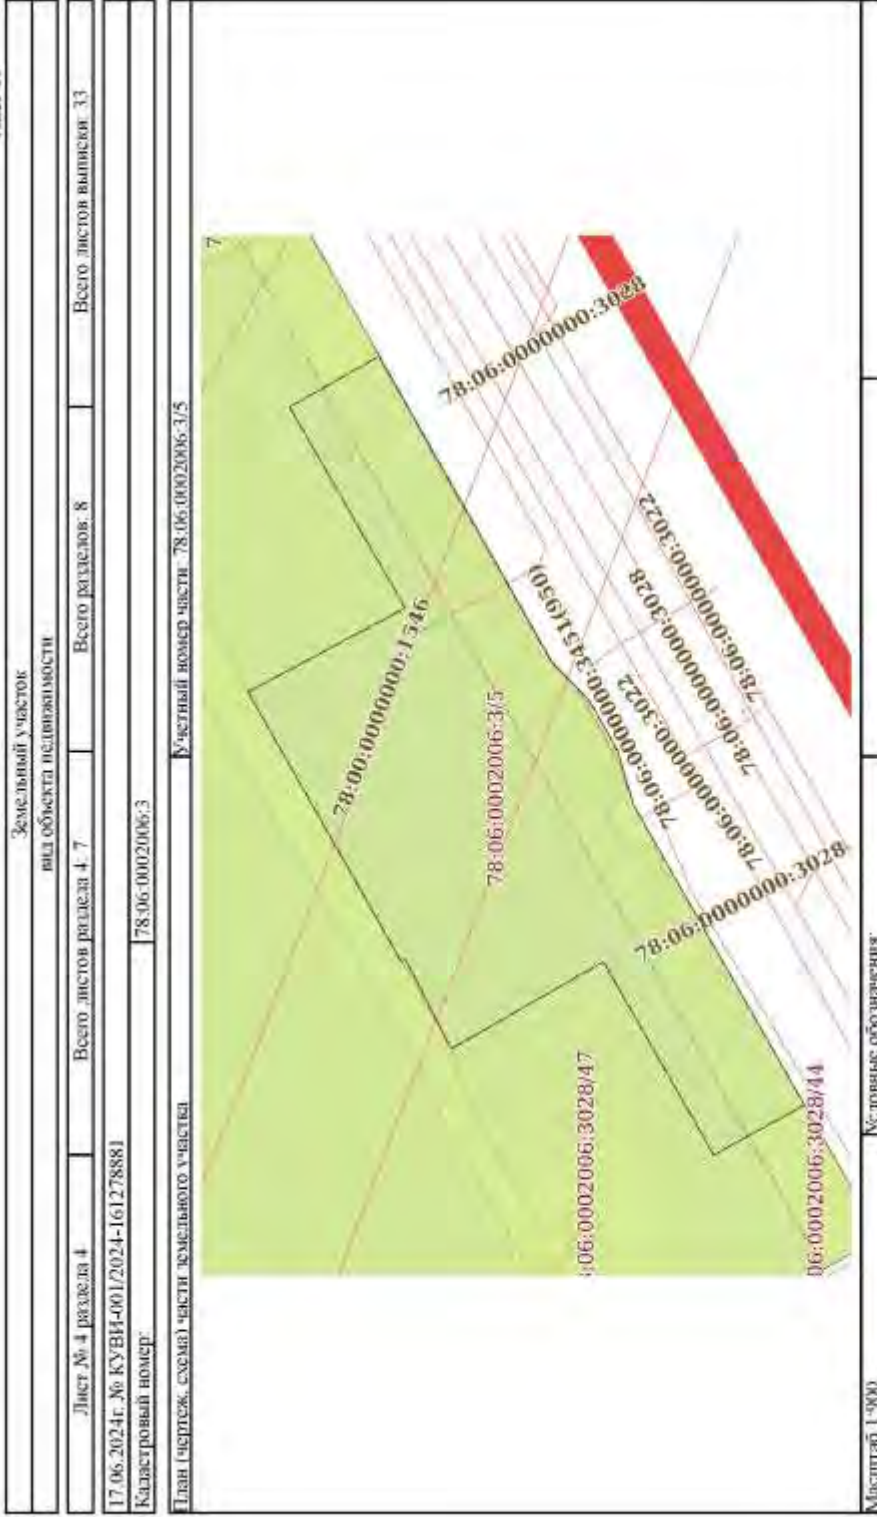 Земельный участок
вид объекта недвижимости
Лист № 4 раздела 4
Всего листов раздела 4: 7
Всего разделов: 8
Всего листов выписки: 33
17.06.2024г. № КУВИ-001/2024-161278881
Кадастровый номер:
78:06:0002006:3
План (чертеж, схема) части земельного участка
Учетный номер части: 78:06:0002006:3/5
7
78:06:0000000:3028
78:00:0000000:1546
78:06:0002006:3/5
78:06:0000000:3451(950)
78:06:0000000:3022
78:06:0000000:3028
78:06:0000000:3022
78:06:0000000:3028
:06:0002006:3028/47
06:0002006:3028/44
Масштаб 1:900
Условные обозначения: